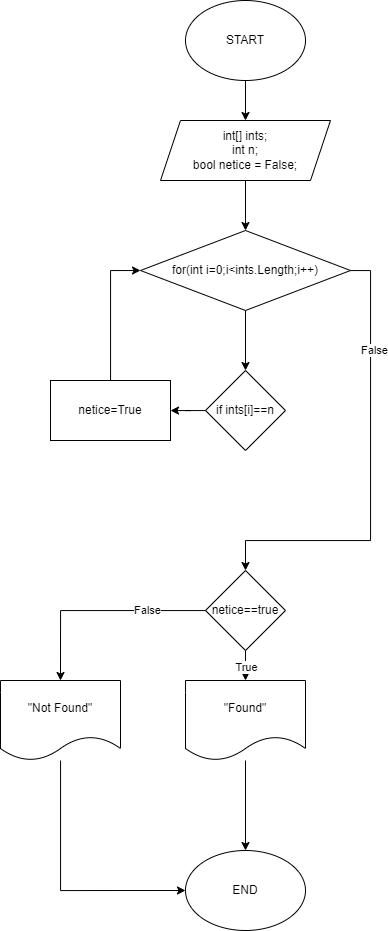 START
int[] ints;
int n;
bool netice = False;
for(int i=0;i<ints.Length;i++)
False
netice=True
if ints[i]==n
netice==true
False
True
"Not Found"
"Found"
END